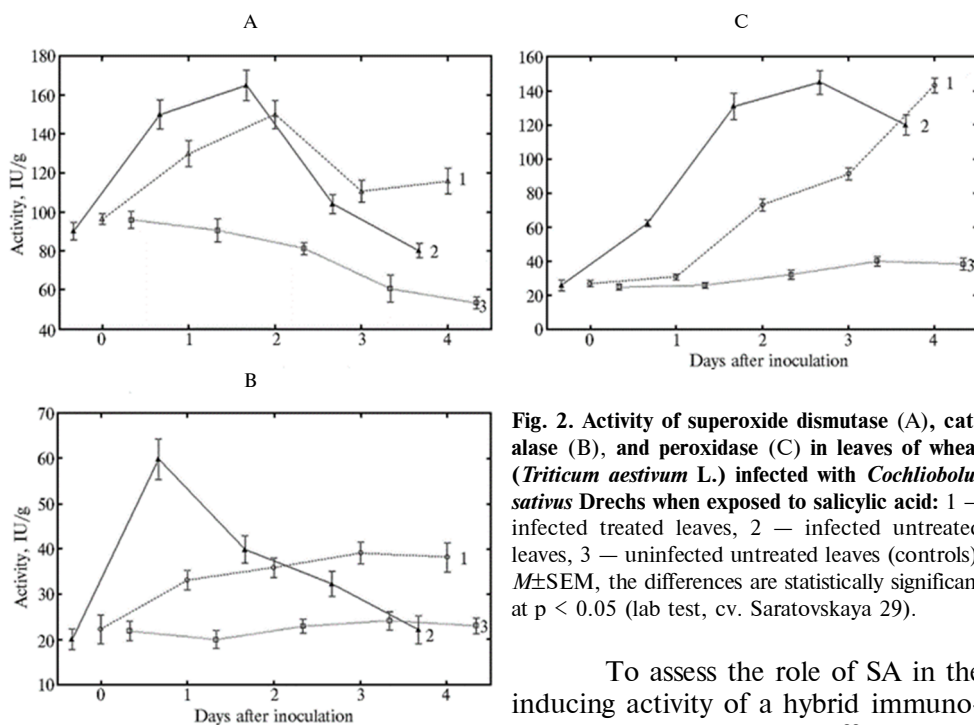 A
180
160
140
120
100
80
60
40
Activity, IU/g
0 1 2 3 4
1
2
3
C
160
140
120
100
80
60
40
20
0
Activity, IU/g
0 1 2 3 4
Days after inoculation
1
2
3
B
70
60
50
40
30
20
10
Activity, IU/g
0 1 2 3 4
Days after inoculation
1
2
3
Fig. 2. Activity of superoxide dismutase (A), cat
alase (B), and peroxidase (C) in leaves of whea
(Triticum aestivum L.) infected with Cochliobolu
sativus Drechs when exposed to salicylic acid: 1 —
infected treated leaves, 2 — infected untreated
leaves, 3 — uninfected untreated leaves (controls)
M±SEM, the differences are statistically significan
at p < 0.05 (lab test, cv. Saratovskaya 29).
To assess the role of SA in the
inducing activity of a hybrid immuno